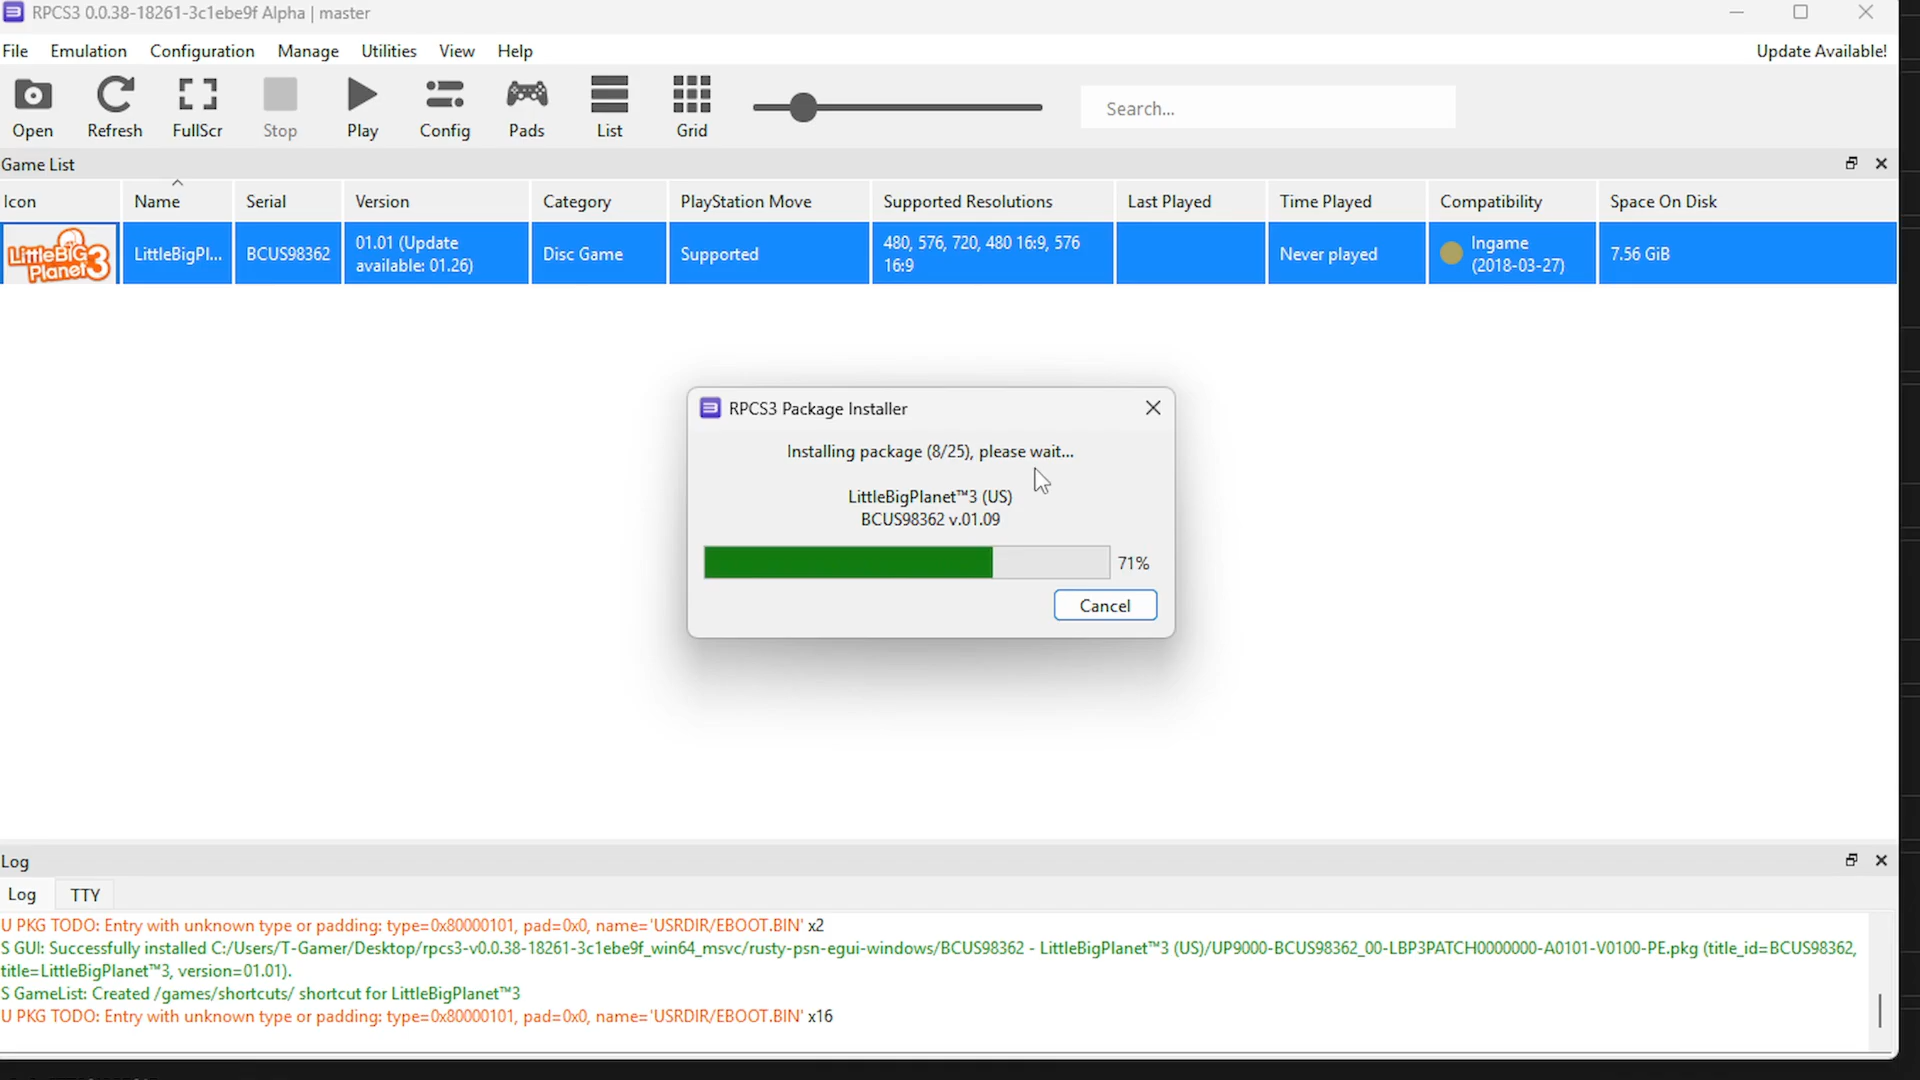 RPCS3 0.0.38-18261-3c1ebe9f Alpha | master
File Emulation Configuration Manage Utilities View Help Update Available!
Open Refresh FullScr Stop Play Config Pads List Grid Search...
Game List
Icon Name Serial Version Category PlayStation Move Supported Resolutions Last Played Time Played Compatibility Space On Disk
LittleBIG Planet 3 LittleBigPl... BCUS98362 01.01 (Update available: 01.26) Disc Game Supported 480, 576, 720, 480 16:9, 576 16:9 Never played Ingame (2018-03-27) 7.56 GiB
RPCS3 Package Installer
Installing package (8/25), please wait...
LittleBigPlanet™3 (US)
BCUS98362 v.01.09
71%
Cancel
Log
Log TTY
U PKG TODO: Entry with unknown type or padding: type=0x80000101, pad=0x0, name='USRDIR/EBOOT.BIN' x2
S GUI: Successfully installed C:/Users/T-Gamer/Desktop/rpcs3-v0.0.38-18261-3c1ebe9f_win64_msvc/rusty-psn-egui-windows/BCUS98362 - LittleBigPlanet™3 (US)/UP9000-BCUS98362_00-LBP3PATCH0000000-A0101-V0100-PE.pkg (title_id=BCUS98362,
title=LittleBigPlanet™3, version=01.01).
S GameList: Created /games/shortcuts/ shortcut for LittleBigPlanet™3
U PKG TODO: Entry with unknown type or padding: type=0x80000101, pad=0x0, name='USRDIR/EBOOT.BIN' x16